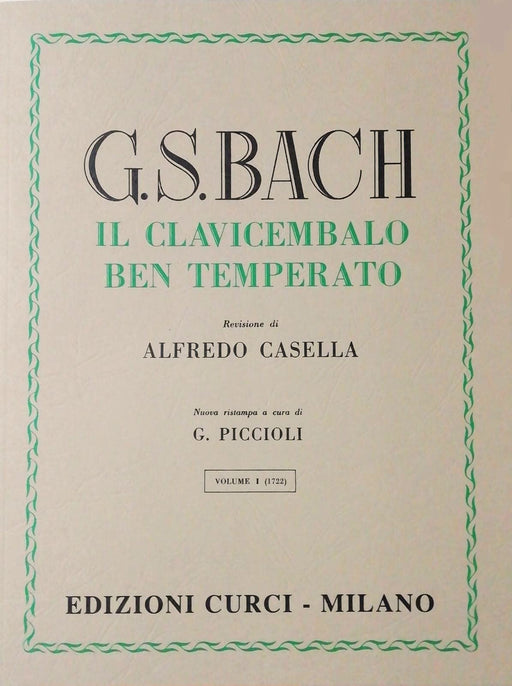 G.S.BACH
IL CLAVICEMBALO
BEN TEMPERATO
Revisione di
ALFREDO CASELLA
Nuova ristampa a cura di
G. PICCIOLI
VOLUME I (1722)
EDIZIONI CURCI - MILANO